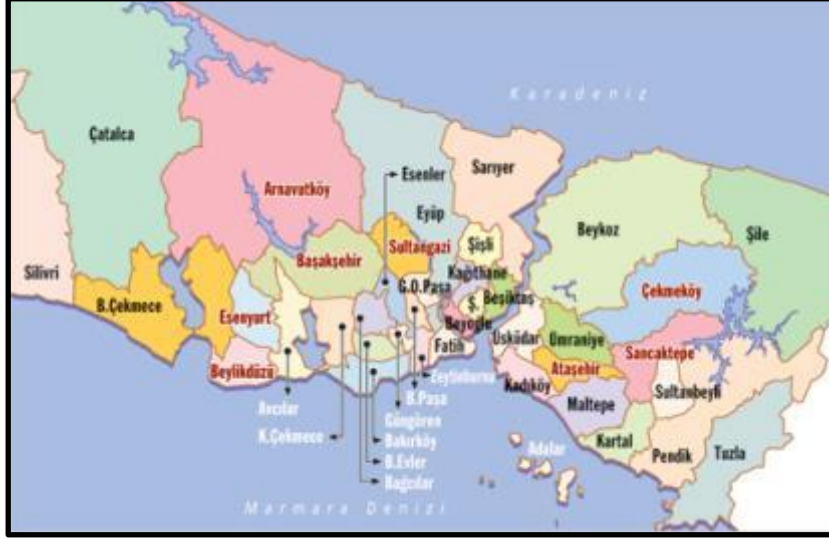 Karadeniz
Çatalca
Esenler
Sarıyer
Arnavutköy
Eyüp
Beykoz
Şile
Silivri
Başakşehir
Sultangazi
Şişli
Kağıthane
B.Çekmece
Esenyurt
G.O.Paşa
Ş.
Beşiktaş
Çekmeköy
Beyoğlu
Fatih
Üsküdar
Ümraniye
Sancaktepe
Beylikdüzü
Zeytinburnu
Kadıköy
Ataşehir
Sultanbeyli
Avcılar
B.Paşa
Maltepe
K.Çekmece
Güngören
Bakırköy
B.Evler
Bağcılar
Adalar
Kartal
Pendik
Tuzla
Marmara Denizi